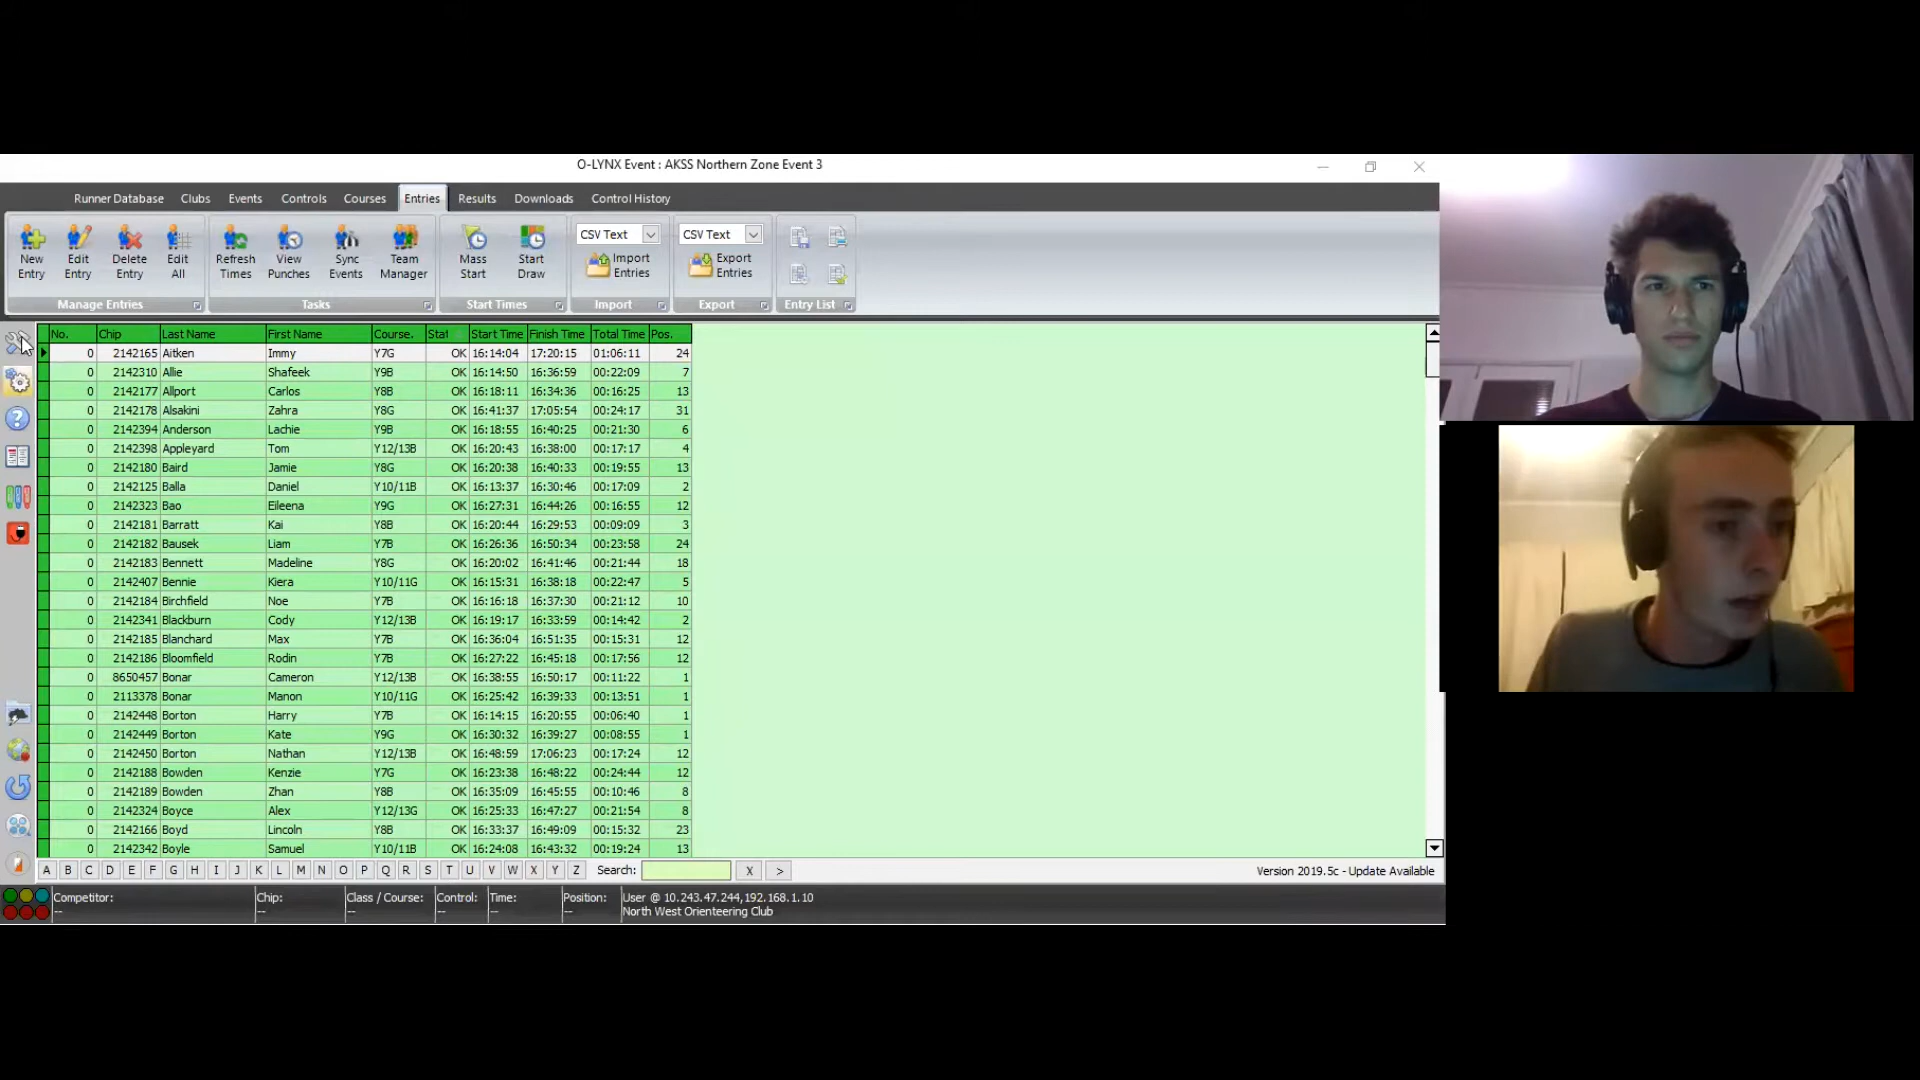 O-LYNX Event : AKSS Northern Zone Event 3
Runner Database Clubs Events Controls Courses Entries Results Downloads Control History
New Entry Edit Entry Delete Entry Edit All Refresh Times View Punches Sync Events Team Manager Mass Start Start Draw CSV Text Import Entries CSV Text Export Entries
Manage Entries Tasks Start Times Import Export Entry List
No. Chip Last Name First Name Course. Stat Start Time Finish Time Total Time Pos.
0 2142165 Aitken Immy Y7G OK 16:14:04 17:20:15 01:06:11 24
0 2142310 Allie Shafeek Y9B OK 16:14:50 16:36:59 00:22:09 7
0 2142177 Allport Carlos Y8B OK 16:18:11 16:34:36 00:16:25 13
0 2142178 Alsakini Zahra Y8G OK 16:41:37 17:05:54 00:24:17 31
0 2142394 Anderson Lachie Y9B OK 16:18:55 16:40:25 00:21:30 6
0 2142398 Appleyard Tom Y12/13B OK 16:20:43 16:38:00 00:17:17 4
0 2142180 Baird Jamie Y8G OK 16:20:38 16:40:33 00:19:55 13
0 2142125 Balla Daniel Y10/11B OK 16:13:37 16:30:46 00:17:09 2
0 2142323 Bao Eileena Y9G OK 16:27:31 16:44:26 00:16:55 12
0 2142181 Barratt Kai Y8B OK 16:20:44 16:29:53 00:09:09 3
0 2142182 Bausek Liam Y7B OK 16:26:36 16:50:34 00:23:58 24
0 2142183 Bennett Madeline Y8G OK 16:20:02 16:41:46 00:21:44 18
0 2142407 Bennie Kiera Y10/11G OK 16:15:31 16:38:18 00:22:47 5
0 2142184 Birchfield Noe Y7B OK 16:16:18 16:37:30 00:21:12 10
0 2142341 Blackburn Cody Y12/13B OK 16:19:17 16:33:59 00:14:42 2
0 2142185 Blanchard Max Y7B OK 16:36:04 16:51:35 00:15:31 12
0 2142186 Bloomfield Rodin Y7B OK 16:27:22 16:45:18 00:17:56 12
0 8650457 Bonar Cameron Y12/13B OK 16:38:55 16:50:17 00:11:22 1
0 2113378 Bonar Manon Y10/11G OK 16:25:42 16:39:33 00:13:51 1
0 2142448 Borton Harry Y7B OK 16:14:15 16:20:55 00:06:40 1
0 2142449 Borton Kate Y9G OK 16:30:32 16:39:27 00:08:55 1
0 2142450 Borton Nathan Y12/13B OK 16:48:59 17:06:23 00:17:24 12
0 2142188 Bowden Kenzie Y7G OK 16:23:38 16:48:22 00:24:44 12
0 2142189 Bowden Zhan Y8B OK 16:35:09 16:45:55 00:10:46 8
0 2142324 Boyce Alex Y12/13G OK 16:25:33 16:47:27 00:21:54 8
0 2142166 Boyd Lincoln Y8B OK 16:33:37 16:49:09 00:15:32 23
0 2142342 Boyle Samuel Y10/11B OK 16:24:08 16:43:32 00:19:24 13
A B C D E F G H I J K L M N O P Q R S T U V W X Y Z Search: X > Version 2019.5c - Update Available
Competitor: Chip: Class / Course: Control: Time: Position: User @ 10.243.47.244,192.168.1.10
-- -- -- -- -- -- North West Orienteering Club